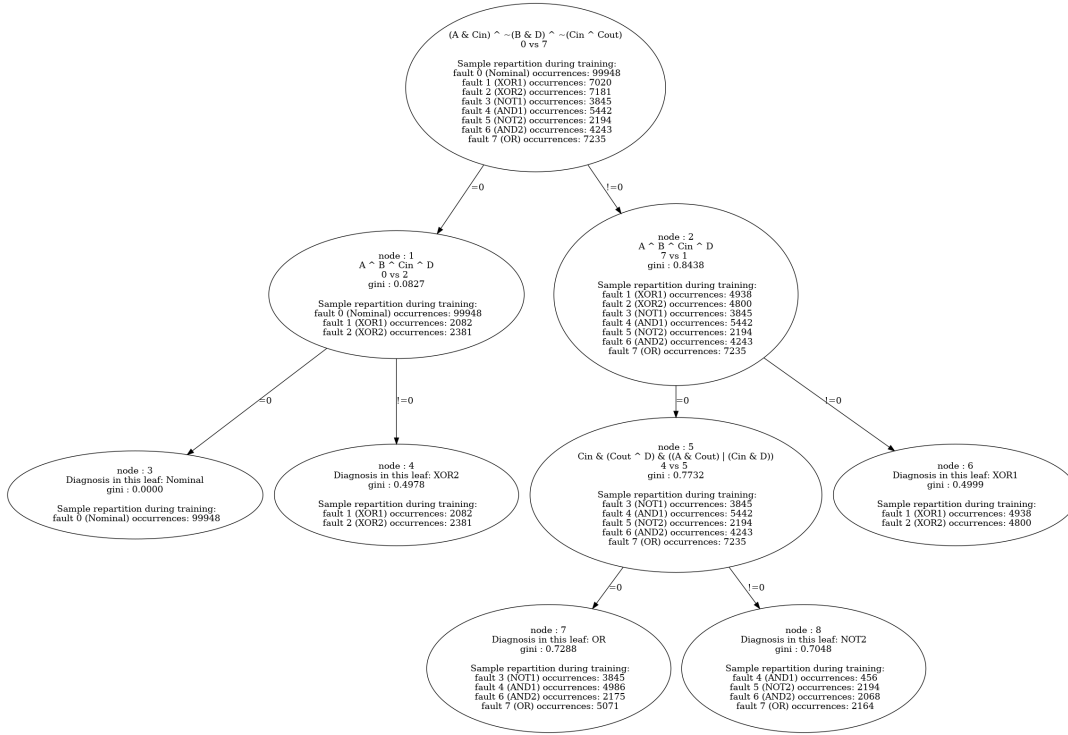 (A & Cin) ^ ~(B & D) ^ ~(Cin ^ Cout)
0 vs 7
Sample repartition during training:
fault 0 (Nominal) occurrences: 99948
fault 1 (XOR1) occurrences: 7020
fault 2 (XOR2) occurrences: 7181
fault 3 (NOT1) occurrences: 3845
fault 4 (AND1) occurrences: 5442
fault 5 (NOT2) occurrences: 2194
fault 6 (AND2) occurrences: 4243
fault 7 (OR) occurrences: 7235
=0
!=0
node : 1
A ^ B ^ Cin ^ D
0 vs 2
gini : 0.0827
Sample repartition during training:
fault 0 (Nominal) occurrences: 99948
fault 1 (XOR1) occurrences: 2082
fault 2 (XOR2) occurrences: 2381
node : 2
A ^ B ^ Cin ^ D
7 vs 1
gini : 0.8438
Sample repartition during training:
fault 1 (XOR1) occurrences: 4938
fault 2 (XOR2) occurrences: 4800
fault 3 (NOT1) occurrences: 3845
fault 4 (AND1) occurrences: 5442
fault 5 (NOT2) occurrences: 2194
fault 6 (AND2) occurrences: 4243
fault 7 (OR) occurrences: 7235
=0
!=0
=0
!=0
node : 3
Diagnosis in this leaf: Nominal
gini : 0.0000
Sample repartition during training:
fault 0 (Nominal) occurrences: 99948
node : 4
Diagnosis in this leaf: XOR2
gini : 0.4978
Sample repartition during training:
fault 1 (XOR1) occurrences: 2082
fault 2 (XOR2) occurrences: 2381
node : 5
Cin & (Cout ^ D) & ((A & Cout) | (Cin & D))
4 vs 5
gini : 0.7732
Sample repartition during training:
fault 3 (NOT1) occurrences: 3845
fault 4 (AND1) occurrences: 5442
fault 5 (NOT2) occurrences: 2194
fault 6 (AND2) occurrences: 4243
fault 7 (OR) occurrences: 7235
node : 6
Diagnosis in this leaf: XOR1
gini : 0.4999
Sample repartition during training:
fault 1 (XOR1) occurrences: 4938
fault 2 (XOR2) occurrences: 4800
=0
!=0
node : 7
Diagnosis in this leaf: OR
gini : 0.7288
Sample repartition during training:
fault 3 (NOT1) occurrences: 3845
fault 4 (AND1) occurrences: 4986
fault 6 (AND2) occurrences: 2175
fault 7 (OR) occurrences: 5071
node : 8
Diagnosis in this leaf: NOT2
gini : 0.7048
Sample repartition during training:
fault 4 (AND1) occurrences: 456
fault 5 (NOT2) occurrences: 2194
fault 6 (AND2) occurrences: 2068
fault 7 (OR) occurrences: 2164